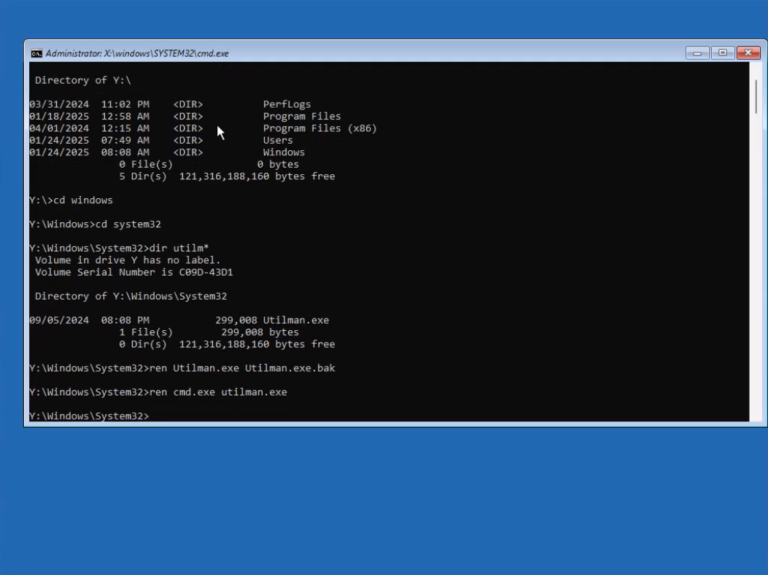 Administrator: X:\windows\SYSTEM32\cmd.exe
Directory of Y:\
03/31/2024  11:02 PM    <DIR>          PerfLogs
01/18/2025  12:58 AM    <DIR>          Program Files
04/01/2024  12:15 AM    <DIR>          Program Files (x86)
01/24/2025  07:49 AM    <DIR>          Users
01/24/2025  08:08 AM    <DIR>          Windows
0 File(s)              0 bytes
5 Dir(s)  121,316,188,160 bytes free
Y:\>cd windows
Y:\Windows>cd system32
Y:\Windows\System32>dir utilm*
Volume in drive Y has no label.
Volume Serial Number is C09D-43D1
Directory of Y:\Windows\System32
09/05/2024  08:08 PM           299,008 Utilman.exe
1 File(s)        299,008 bytes
0 Dir(s)  121,316,188,160 bytes free
Y:\Windows\System32>ren Utilman.exe Utilman.exe.bak
Y:\Windows\System32>ren cmd.exe utilman.exe
Y:\Windows\System32>